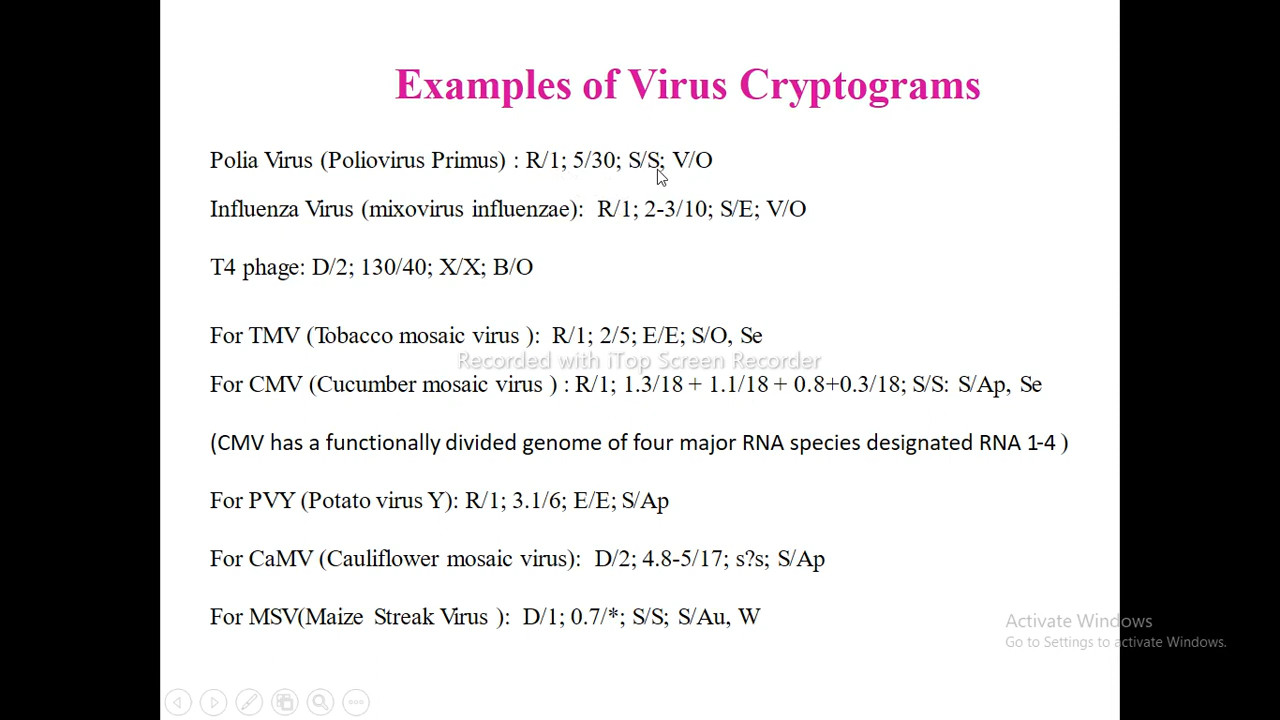 Examples of Virus Cryptograms
Polia Virus (Poliovirus Primus) : R/1; 5/30; S/S; V/O
Influenza Virus (mixovirus influenzae): R/1; 2-3/10; S/E; V/O
T4 phage: D/2; 130/40; X/X; B/O
For TMV (Tobacco mosaic virus ): R/1; 2/5; E/E; S/O, Se
Recorded with iTop Screen Recorder
For CMV (Cucumber mosaic virus ) : R/1; 1.3/18 + 1.1/18 + 0.8+0.3/18; S/S: S/Ap, Se
(CMV has a functionally divided genome of four major RNA species designated RNA 1-4 )
For PVY (Potato virus Y): R/1; 3.1/6; E/E; S/Ap
For CaMV (Cauliflower mosaic virus): D/2; 4.8-5/17; s?s; S/Ap
For MSV(Maize Streak Virus ): D/1; 0.7/*; S/S; S/Au, W
Activate Windows
Go to Settings to activate Windows.